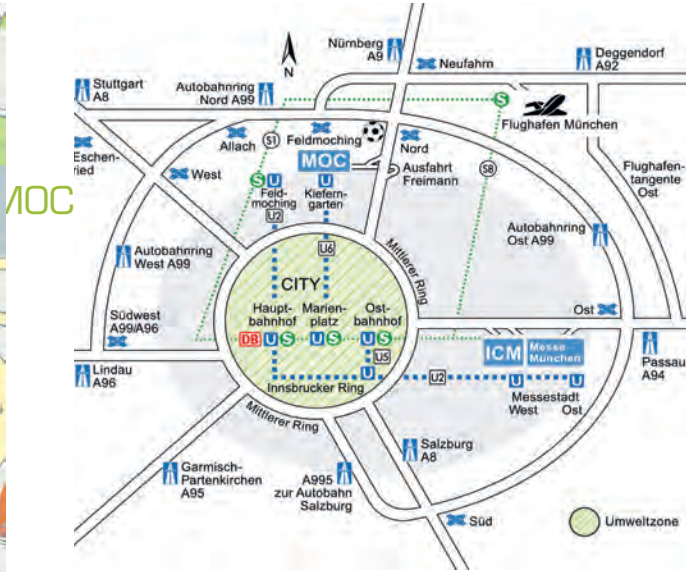 Nürnberg
A9
Neufahrn
Deggendorf
A92
N
Stuttgart
A8
Autobahnring
Nord A99
S
Flughafen München
Allach
S1
Feldmoching
Nord
MOC
Eschen-
ried
West
S
U
U
Feld-
moching
Kiefern-
garten
Ausfahrt
Freimann
S8
Flughafen-
tangente
Ost
MOC
U2
U6
Autobahnring
Ost A99
Autobahnring
West A99
Mittlerer Ring
CITY
Südwest
A99/A96
Haupt-
bahnhof
Marien-
platz
Ost-
bahnhof
Ost
DB
U
S
U
S
U
S
ICM
Messe
München
U5
Passau
A94
Lindau
A96
Innsbrucker Ring
U
U2
U
U
Messestadt
West
Ost
Mittlerer Ring
Salzburg
A8
Garmisch-
Partenkirchen
A95
A995
zur Autobahn
Salzburg
Süd
Umweltzone